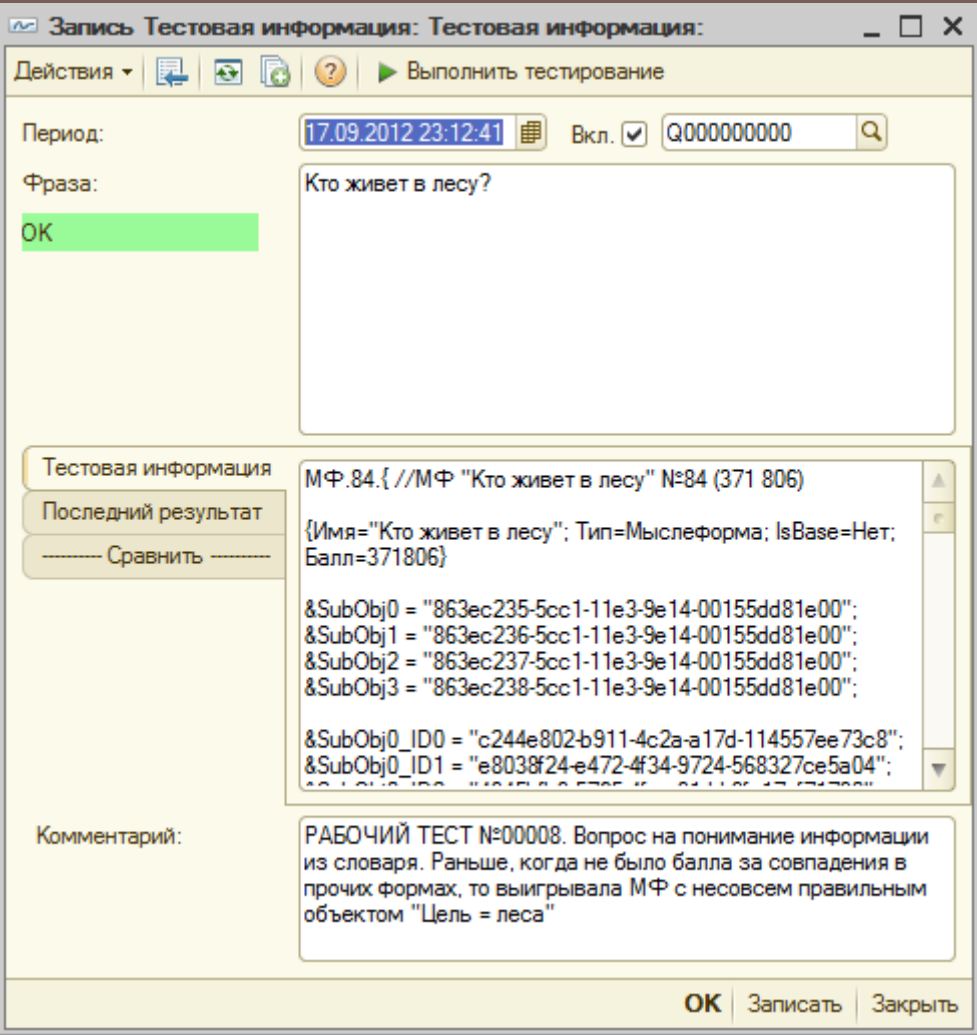 Запись Тестовая информация: Тестовая информация:
Действия
Выполнить тестирование
Период:
17.09.2012 23:12:41
Вкл.
Q000000000
Фраза:
Кто живет в лесу?
OK
Тестовая информация
Последний результат
---------- Сравнить ----------
МФ.84.{ //МФ "Кто живет в лесу" №84 (371 806)
{Имя="Кто живет в лесу"; Тип=Мыслеформа; IsBase=Нет;
Балл=371806}
&SubObj0 = "863ec235-5cc1-11e3-9e14-00155dd81e00";
&SubObj1 = "863ec236-5cc1-11e3-9e14-00155dd81e00";
&SubObj2 = "863ec237-5cc1-11e3-9e14-00155dd81e00";
&SubObj3 = "863ec238-5cc1-11e3-9e14-00155dd81e00";
&SubObj0_ID0 = "c244e802-b911-4c2a-a17d-114557ee73c8";
&SubObj0_ID1 = "e8038f24-e472-4f34-9724-568327ce5a04";
Комментарий:
РАБОЧИЙ ТЕСТ №00008. Вопрос на понимание информации
из словаря. Раньше, когда не было балла за совпадения в
прочих формах, то выигрывала МФ с несовсем правильным
объектом "Цель = леса"
OK
Записать
Закрыть